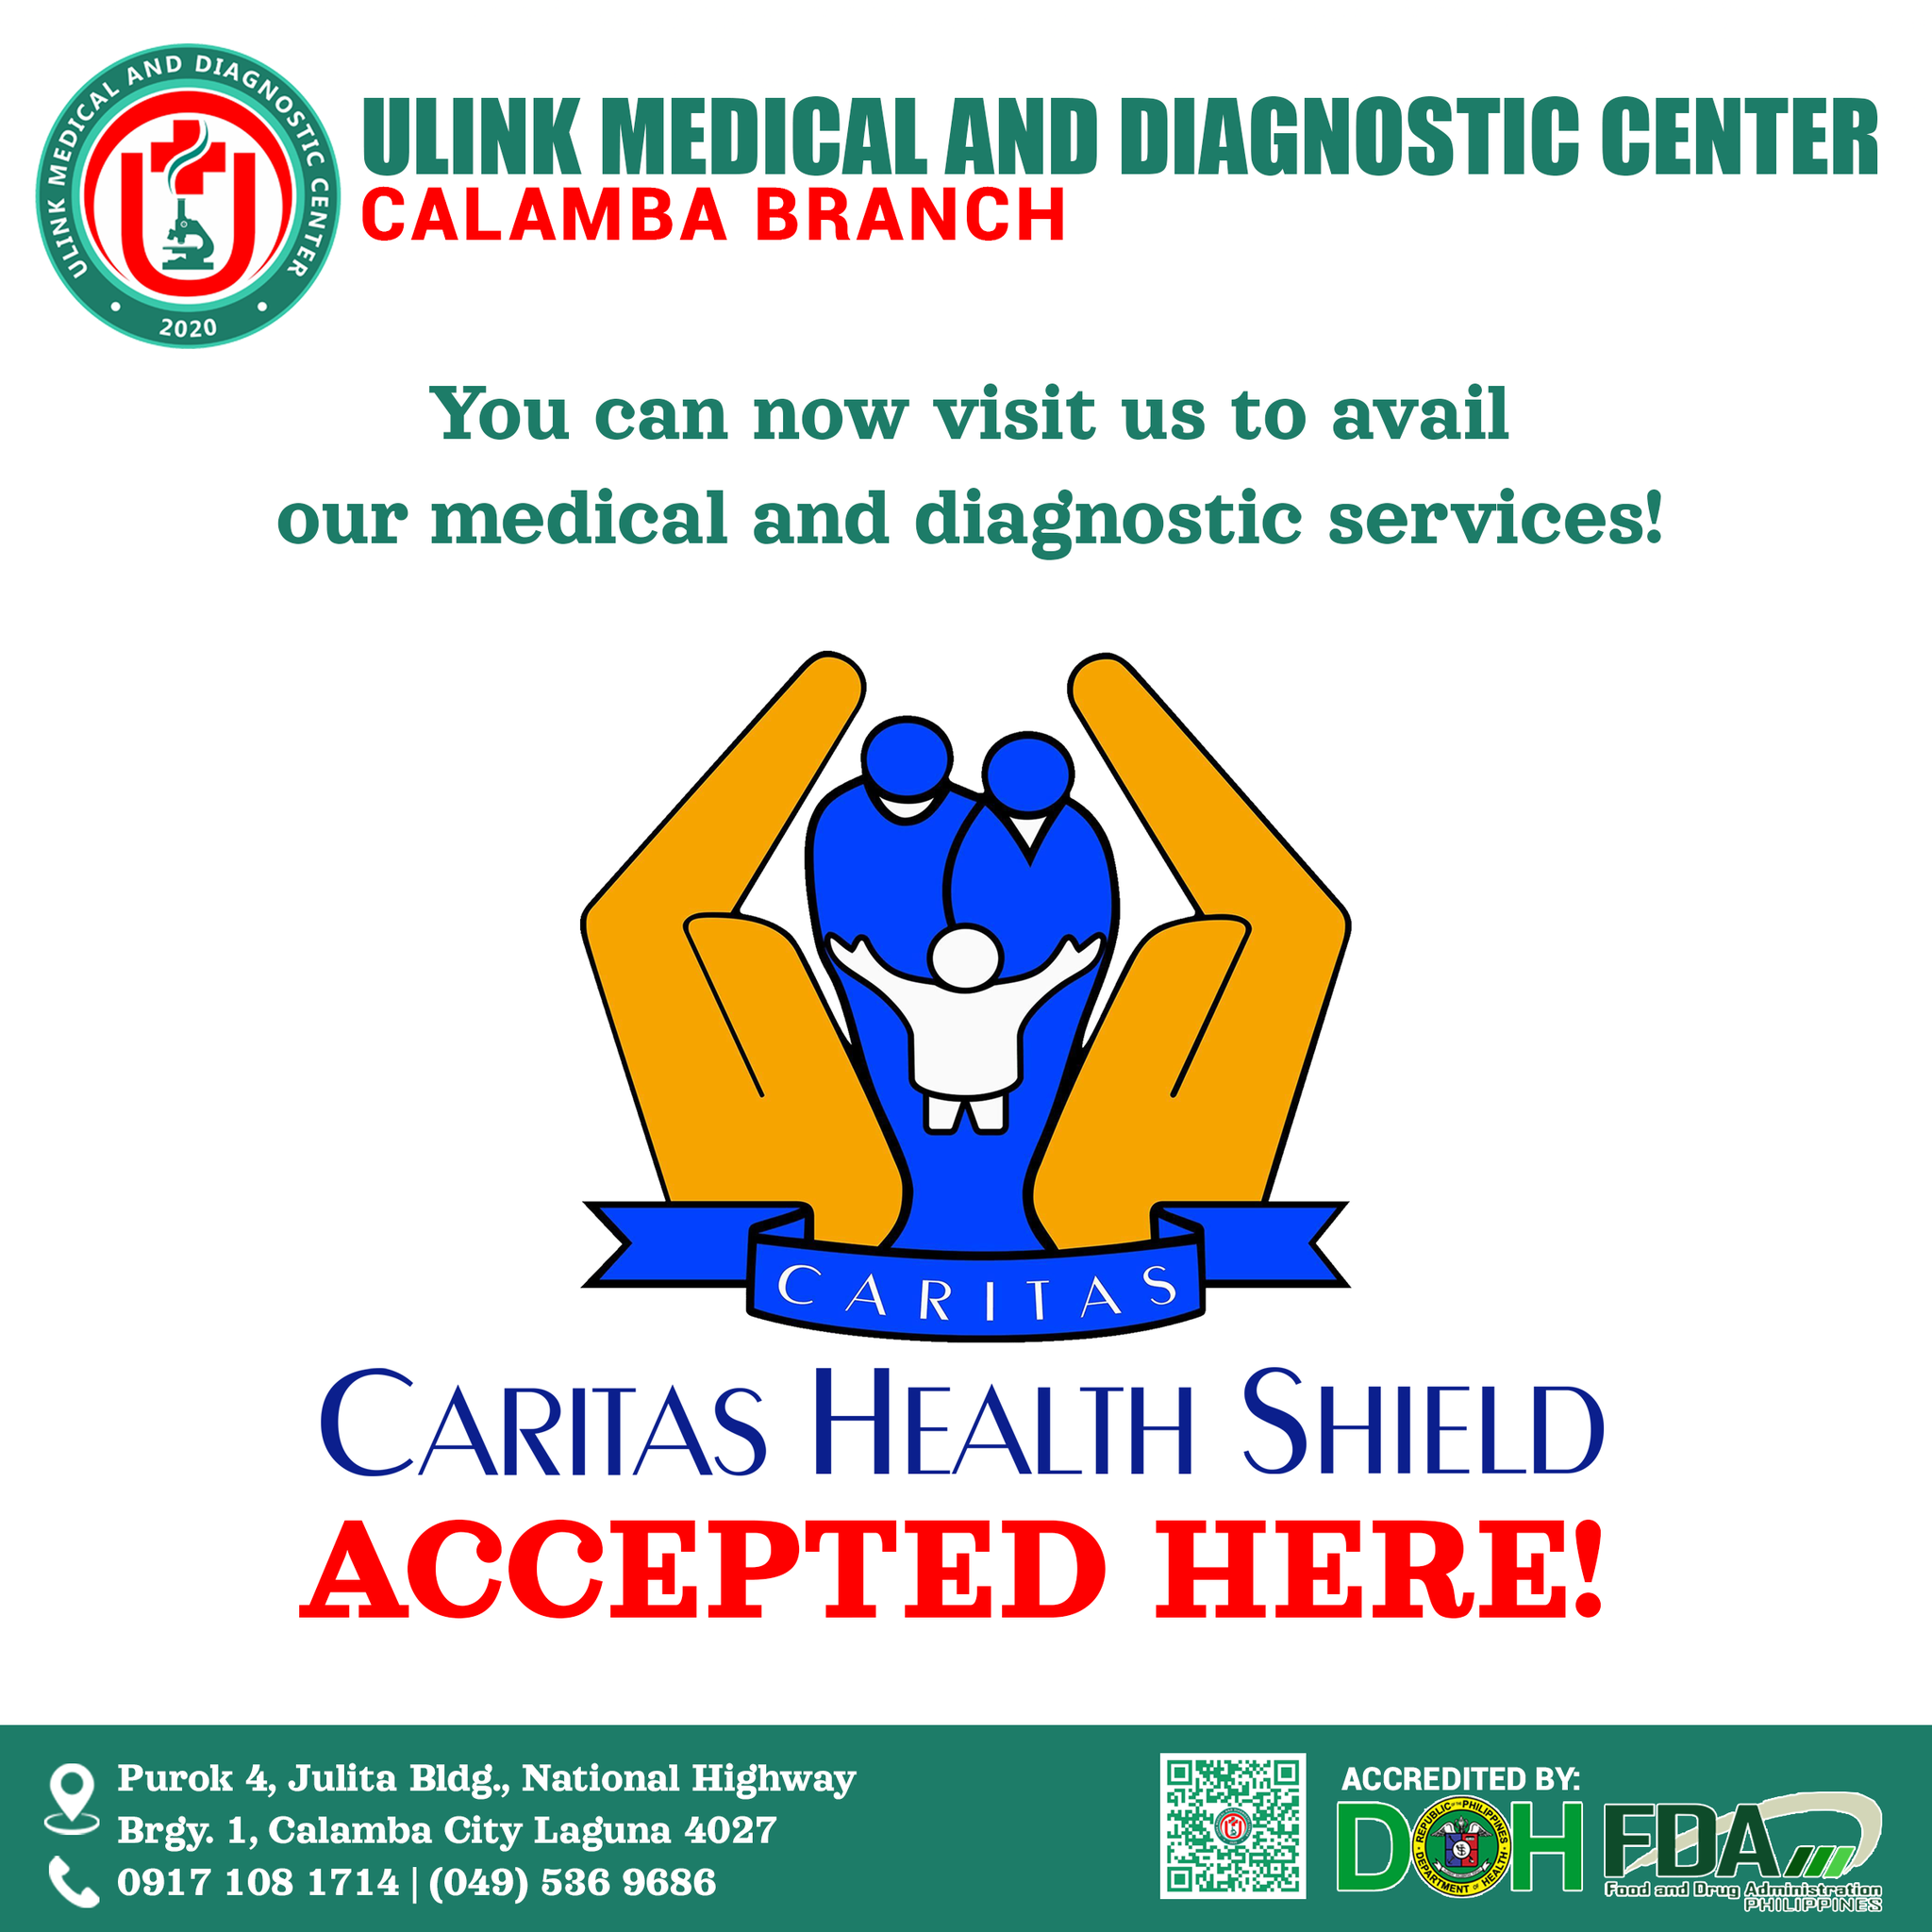 ULINK MEDICAL AND DIAGNOSTIC CENTER
2020
ULINK MEDICAL AND DIAGNOSTIC CENTER
CALAMBA BRANCH
You can now visit us to avail
our medical and diagnostic services!
CARITAS
CARITAS HEALTH SHIELD
ACCEPTED HERE!
Purok 4, Julita Bldg., National Highway
Brgy. 1, Calamba City Laguna 4027
0917 108 1714 | (049) 536 9686
ACCREDITED BY:
DOH
REPUBLIC OF THE PHILIPPINES
DEPARTMENT OF HEALTH
FDA
Food and Drug Administration
PHILIPPINES